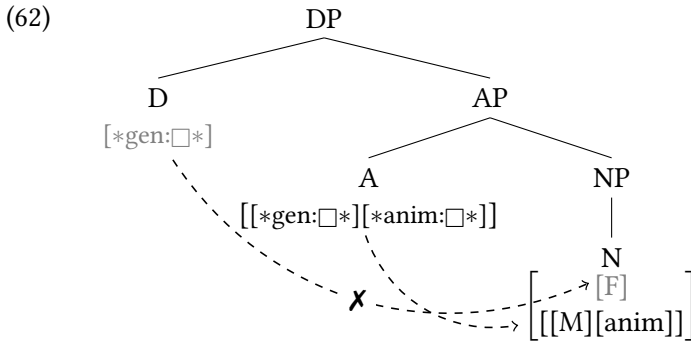 (62)
DP
D AP
[∗gen:□∗]
A NP
[[∗gen:□∗][∗anim:□∗]]
N
[F]
✗
[[M][anim]]